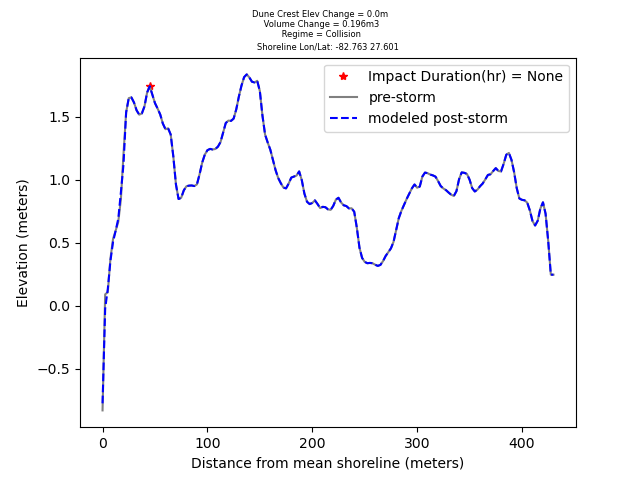 Dune Crest Elev Change = 0.0m
Volume Change = 0.196m3
Regime = Collision
Shoreline Lon/Lat: -82.763 27.601
Impact Duration(hr) = None
pre-storm
modeled post-storm
Elevation (meters)
1.5
1.0
0.5
0.0
−0.5
0
100
200
300
400
Distance from mean shoreline (meters)